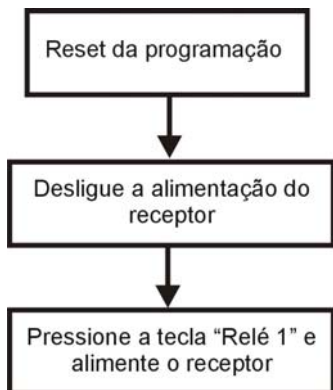 Reset da programação
Desligue a alimentação do
receptor
Pressione a tecla “Relé 1” e
alimente o receptor